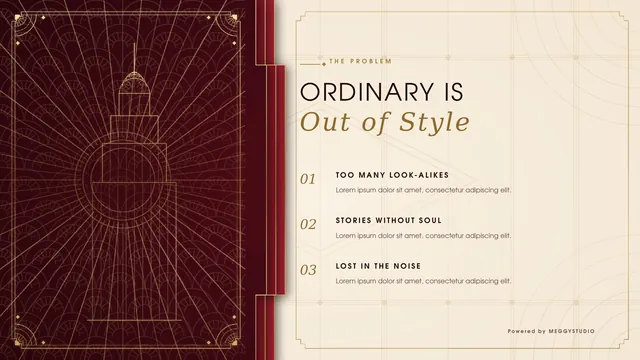 THE PROBLEM
ORDINARY IS
Out of Style
01
TOO MANY LOOK-ALIKES
Lorem ipsum dolor sit amet, consectetur adipiscing elit.
02
STORIES WITHOUT SOUL
Lorem ipsum dolor sit amet, consectetur adipiscing elit.
03
LOST IN THE NOISE
Lorem ipsum dolor sit amet, consectetur adipiscing elit.
Powered by MEGGYSTUDIO